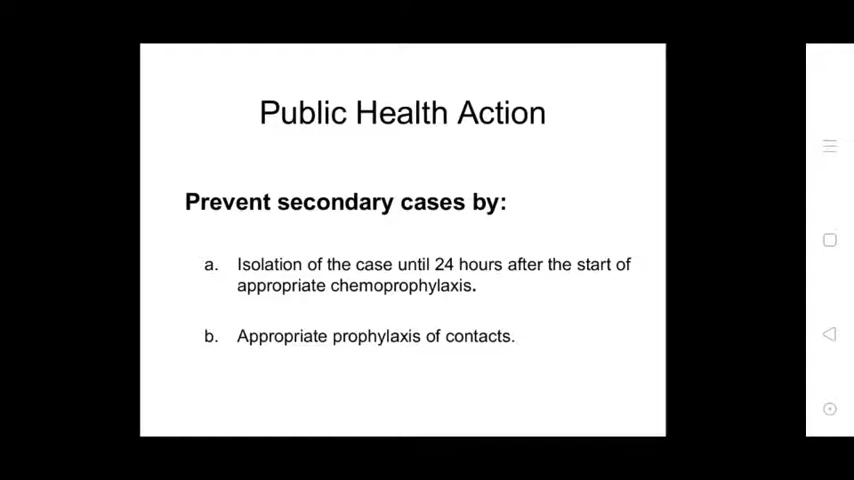 Public Health Action
Prevent secondary cases by:
a. Isolation of the case until 24 hours after the start of
appropriate chemoprophylaxis.
b. Appropriate prophylaxis of contacts.